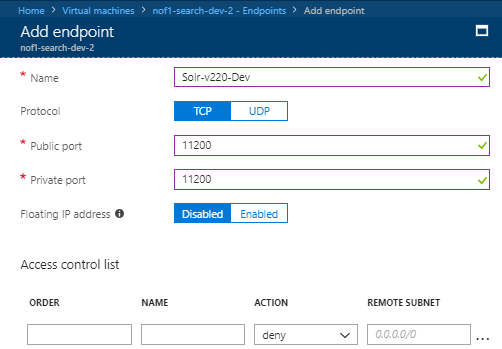 Home > Virtual machines > nof1-search-dev-2 - Endpoints > Add endpoint
Add endpoint
nof1-search-dev-2
* Name Solr-v220-Dev
Protocol TCP UDP
* Public port 11200
* Private port 11200
Floating IP address Disabled Enabled
Access control list
ORDER NAME ACTION REMOTE SUBNET
deny 0.0.0.0/0 ...